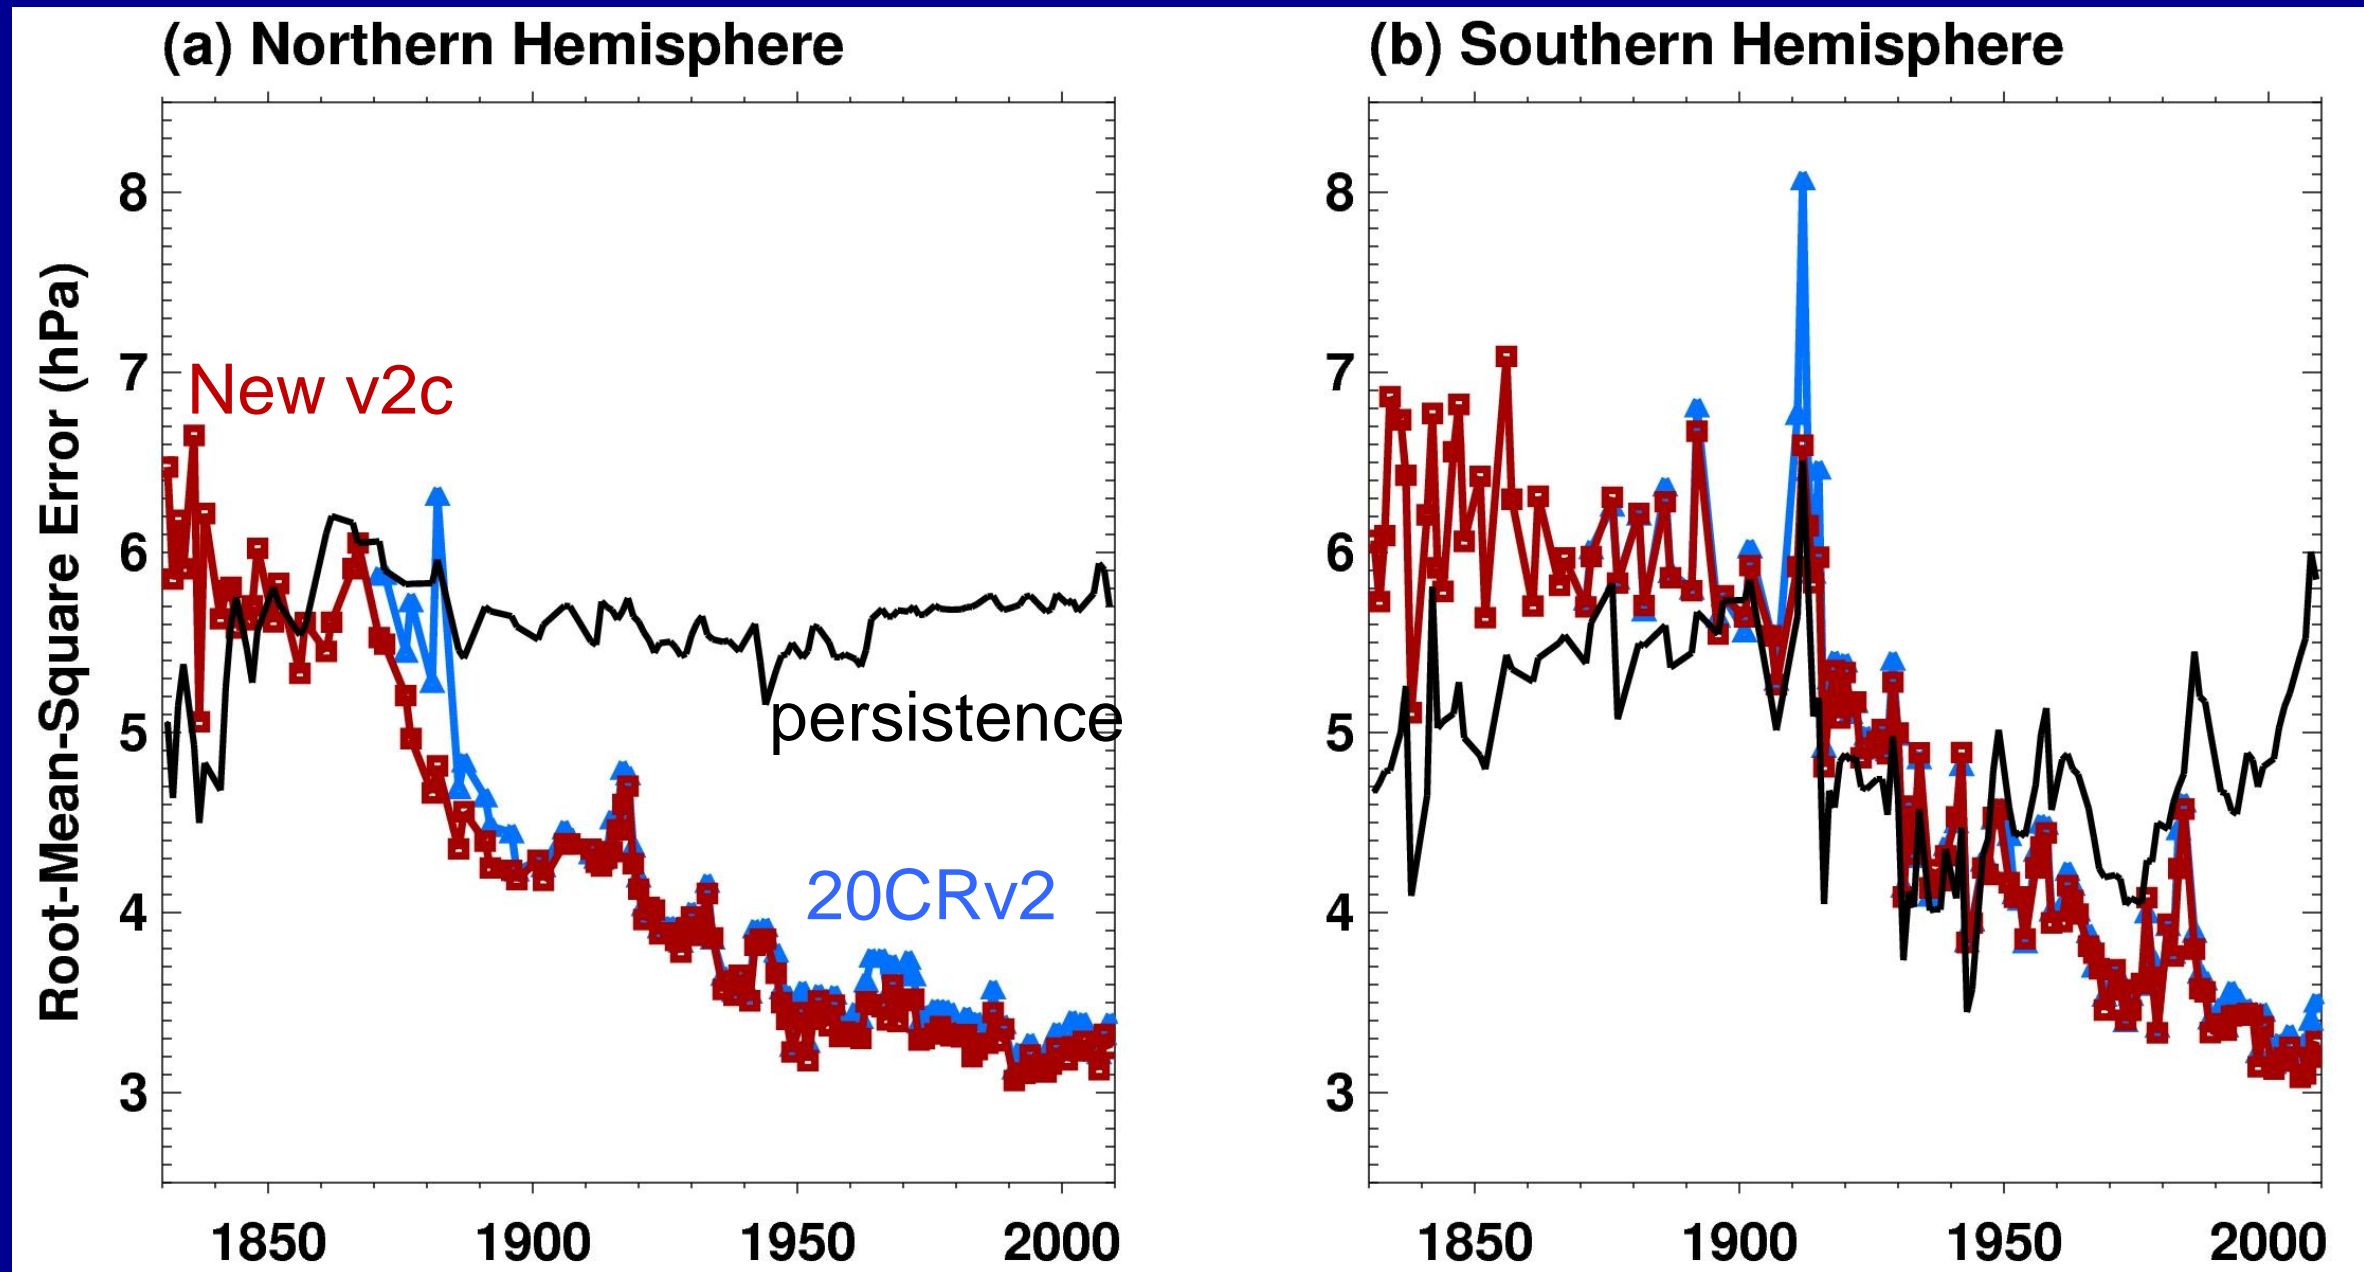 (a) Northern Hemisphere
(b) Southern Hemisphere
Root-Mean-Square Error (hPa)
8
7
6
5
4
3
New v2c
persistence
20CRv2
1850 1900 1950 2000
8
7
6
5
4
3
1850 1900 1950 2000